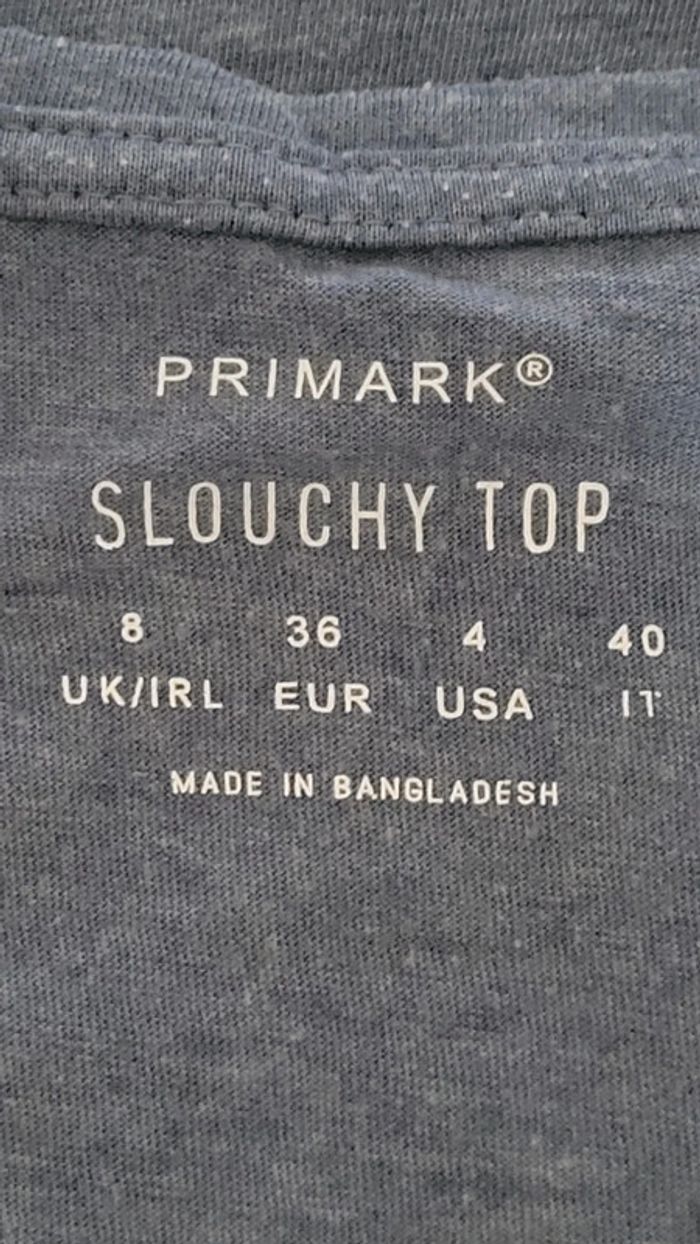 PRIMARK®
SLOUCHY TOP
8 36 4 40
UK/IRL EUR USA IT
MADE IN BANGLADESH